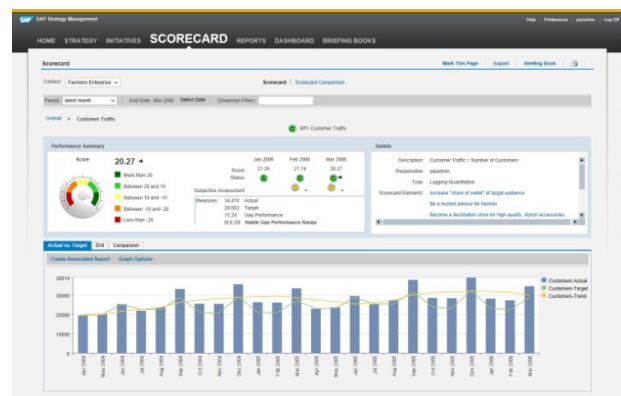 SAP SAP Strategy Management
Help | Preferences | pipadmin, | Log Off
HOME STRATEGY INITIATIVES SCORECARD REPORTS DASHBOARD BRIEFING BOOKS
Scorecard
Mark This Page Export Briefing Book
Context: Fashions Enterprise
Scorecard | Scorecard Comparison
Period: latest month End Date: Mar 2006 Select Date Dimension Filters:
Overall > Customer Traffic
KPI: Customer Traffic
Performance Summary
Score 20.27
More than 20
Between 20 and 10
Between 10 and -10
Between -10 and -20
Less than -20
Jan 2006 Feb 2006 Mar 2006
Score: 21.26 21.74 20.27
Status:
Subjective Assessment:
Measures: 34,474 Actual
29,663 Target
15.24 Gap Performance
Stable Gap Performance Range
Details
Description: Customer Traffic = Number of Customers
Responsible: pipadmin,
Type: Lagging-Quantitative
Scorecard Elements: Increase "share of wallet" of target audience
Be a trusted advisor for fashion
Become a destination store for high-quality, stylish accessories
Actual vs. Target Drill Comparison
Create Associated Report Graph Options
30000
20000
10000
0
Customers-Actual
Customers-Target
Customers-Trend
Apr 2004 May 2004 Jun 2004 Jul 2004 Aug 2004 Sep 2004 Oct 2004 Nov 2004 Dec 2004 Jan 2005 Feb 2005 Mar 2005 Apr 2005 May 2005 Jun 2005 Jul 2005 Aug 2005 Sep 2005 Oct 2005 Nov 2005 Dec 2005 Jan 2006 Feb 2006 Mar 2006